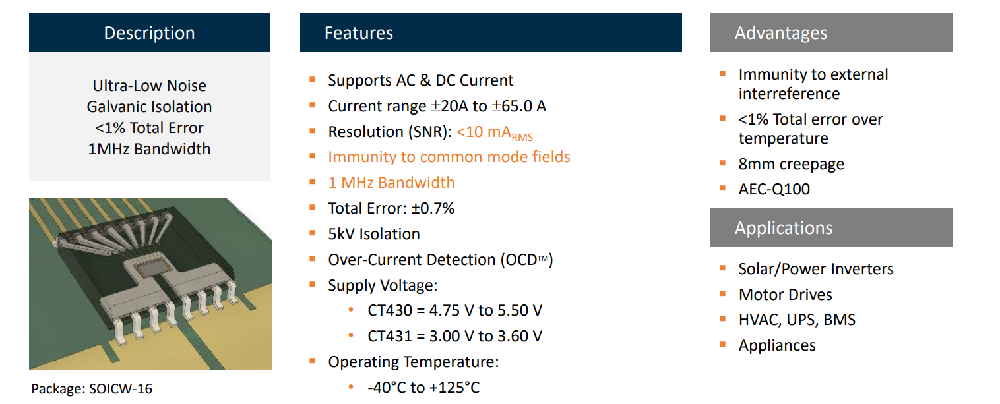 Description
Ultra-Low Noise
Galvanic Isolation
<1% Total Error
1MHz Bandwidth
Package: SOICW-16
Features
Supports AC & DC Current
Current range ±20A to ±65.0 A
Resolution (SNR): <10 mARMS
Immunity to common mode fields
1 MHz Bandwidth
Total Error: ±0.7%
5kV Isolation
Over-Current Detection (OCD™)
Supply Voltage:
CT430 = 4.75 V to 5.50 V
CT431 = 3.00 V to 3.60 V
Operating Temperature:
-40°C to +125°C
Advantages
Immunity to external
interreference
<1% Total error over
temperature
8mm creepage
AEC-Q100
Applications
Solar/Power Inverters
Motor Drives
HVAC, UPS, BMS
Appliances